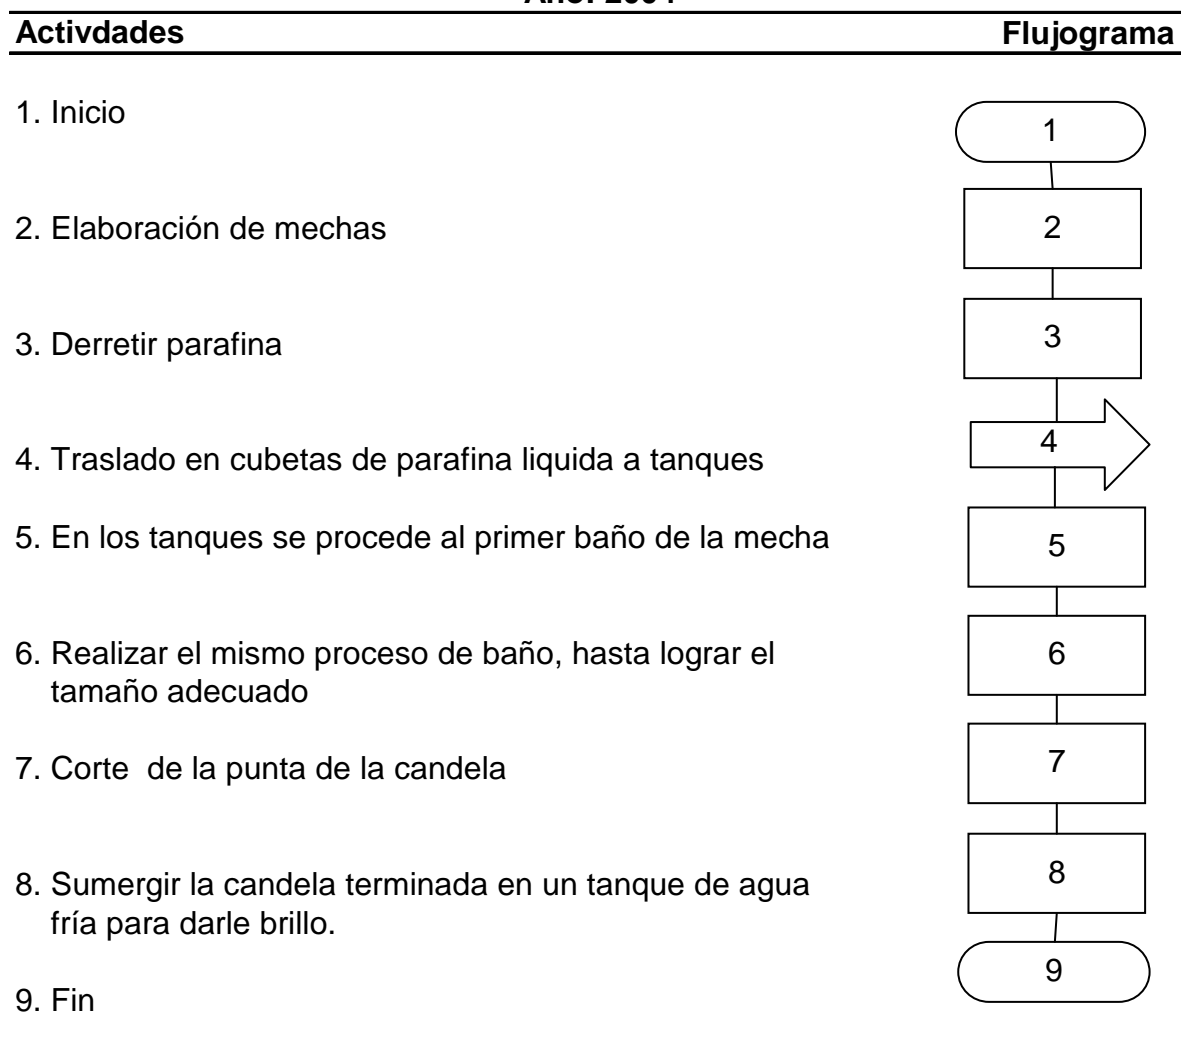 Activdades Flujograma
1. Inicio
1
2. Elaboración de mechas
2
3. Derretir parafina
3
4. Traslado en cubetas de parafina liquida a tanques
4
5. En los tanques se procede al primer baño de la mecha
5
6. Realizar el mismo proceso de baño, hasta lograr el
tamaño adecuado
6
7. Corte  de la punta de la candela
7
8. Sumergir la candela terminada en un tanque de agua
fría para darle brillo.
8
9. Fin
9